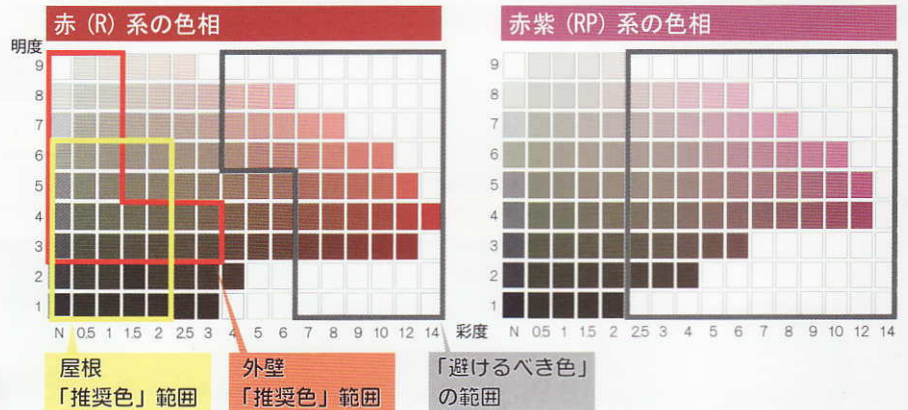 赤（R）系の色相
明度
9
8
7
6
5
4
3
2
1
N 0.5 1 1.5 2 2.5 3 4 5 6 7 8 9 10 12 14 彩度
屋根
「推奨色」範囲
外壁
「推奨色」範囲
「避けるべき色」
の範囲
赤紫（RP）系の色相
9
8
7
6
5
4
3
2
1
N 0.5 1 1.5 2 2.5 3 4 5 6 7 8 9 10 12 14